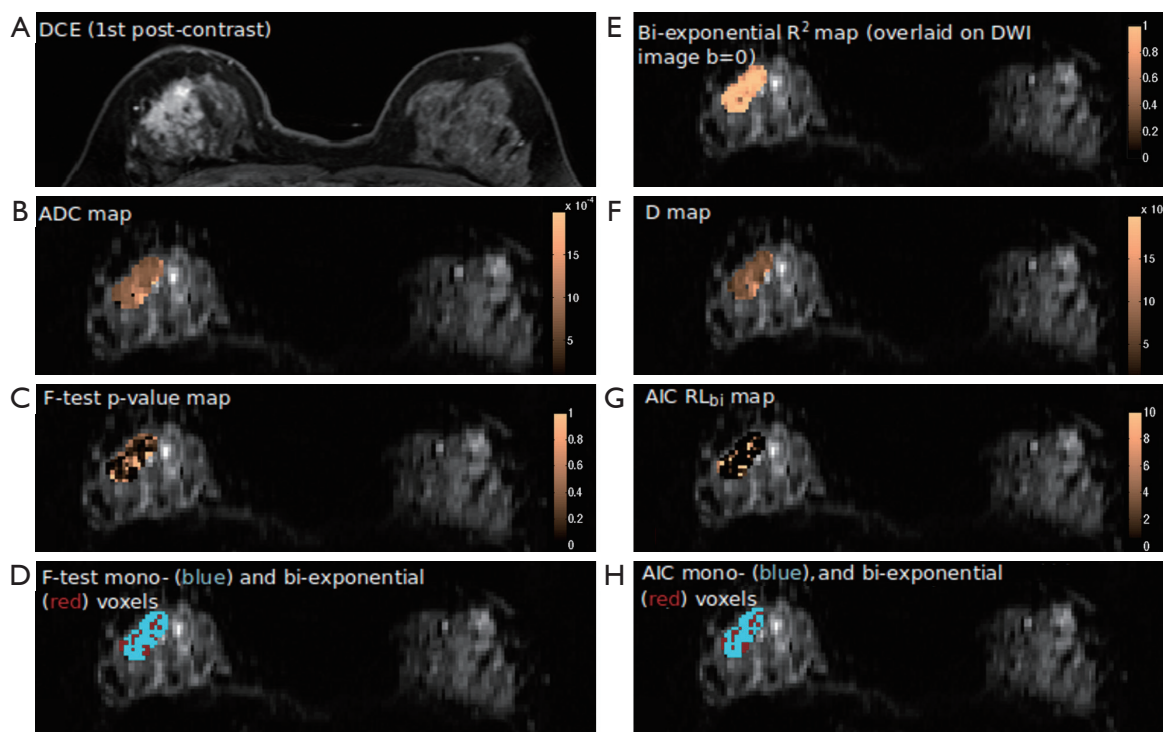 A
DCE (1st post-contrast)
B
ADC map
x 10⁻⁴
15
10
5
C
F-test p-value map
1
0.8
0.6
0.4
0.2
0
D
F-test mono- (blue) and bi-exponential
(red) voxels
E
Bi-exponential R² map (overlaid on DWI
image b=0)
1
0.8
0.6
0.4
0.2
0
F
D map
x 10
15
10
5
G
AIC RLbi map
10
8
6
4
2
0
H
AIC mono- (blue), and bi-exponential
(red) voxels